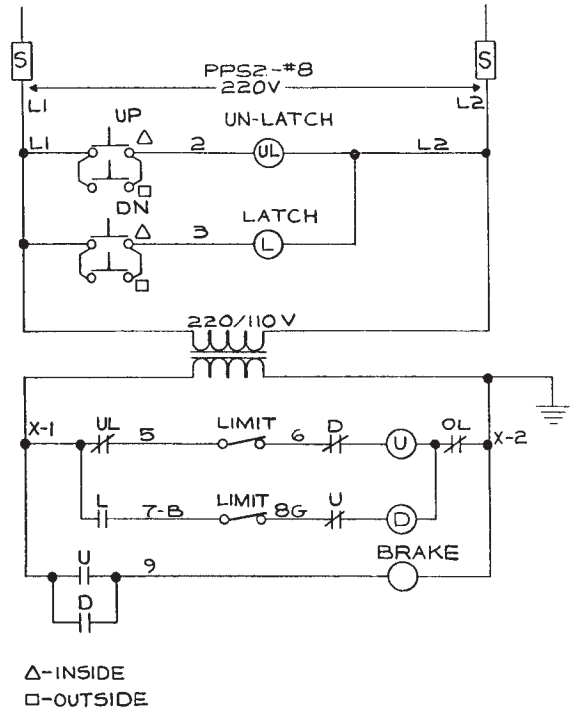 S S
PPS2-#8
220V
L1 L2
UP UN-LATCH
L1 2 UL L2
DN LATCH
3 L
220/110 V
X-1 UL 5 LIMIT 6 D U OL X-2
L 7-B LIMIT 8G U D
U 9 BRAKE
D
△-INSIDE
□-OUTSIDE